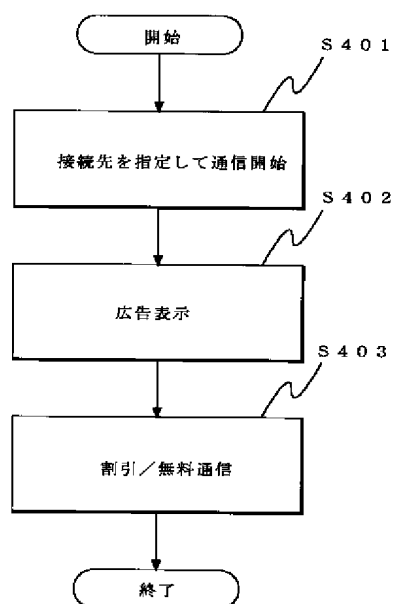 開始
S401
接続先を指定して通信開始
S402
広告表示
S403
割引/無料通信
終了